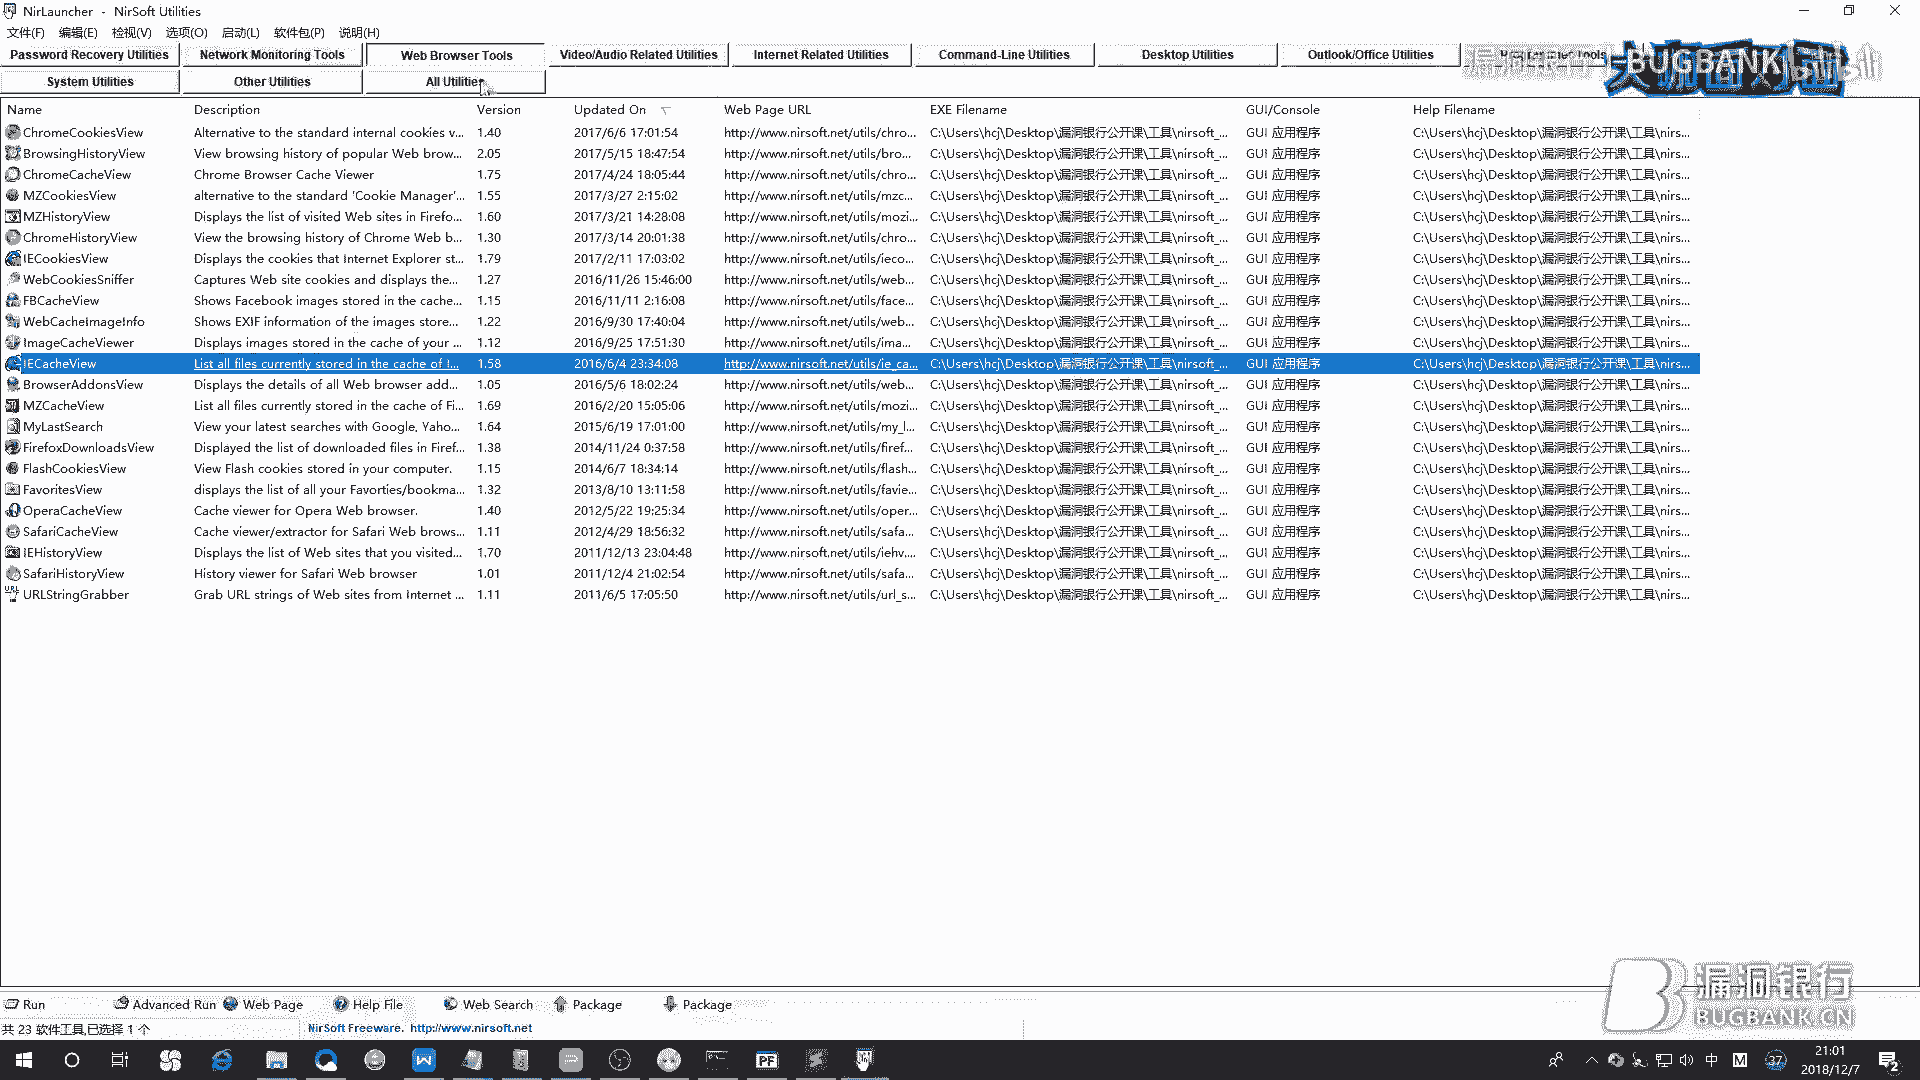 NirLauncher - NirSoft Utilities
文件(F) 编辑(E) 检视(V) 选项(O) 启动(L) 软件包(P) 说明(H)
Password Recovery Utilities Network Monitoring Tools Web Browser Tools Video/Audio Related Utilities Internet Related Utilities Command-Line Utilities Desktop Utilities Outlook/Office Utilities
BUGBANK
System Utilities Other Utilities All Utilities
Name Description Version Updated On Web Page URL EXE Filename GUI/Console Help Filename
ChromeCookiesView Alternative to the standard internal cookies v... 1.40 2017/6/6 17:01:54 http://www.nirsoft.net/utils/chro... C:\Users\hcj\Desktop\漏洞银行公开课\工具\nirsoft_... GUI 应用程序 C:\Users\hcj\Desktop\漏洞银行公开课\工具\nirs...
BrowsingHistoryView View browsing history of popular Web brow... 2.05 2017/5/15 18:47:54 http://www.nirsoft.net/utils/bro... C:\Users\hcj\Desktop\漏洞银行公开课\工具\nirsoft_... GUI 应用程序 C:\Users\hcj\Desktop\漏洞银行公开课\工具\nirs...
ChromeCacheView Chrome Browser Cache Viewer 1.75 2017/4/24 18:05:44 http://www.nirsoft.net/utils/chro... C:\Users\hcj\Desktop\漏洞银行公开课\工具\nirsoft_... GUI 应用程序 C:\Users\hcj\Desktop\漏洞银行公开课\工具\nirs...
MZCookiesView alternative to the standard 'Cookie Manager'... 1.55 2017/3/27 2:15:02 http://www.nirsoft.net/utils/mzc... C:\Users\hcj\Desktop\漏洞银行公开课\工具\nirsoft_... GUI 应用程序 C:\Users\hcj\Desktop\漏洞银行公开课\工具\nirs...
MZHistoryView Displays the list of visited Web sites in Firefo... 1.60 2017/3/21 14:28:08 http://www.nirsoft.net/utils/mozi... C:\Users\hcj\Desktop\漏洞银行公开课\工具\nirsoft_... GUI 应用程序 C:\Users\hcj\Desktop\漏洞银行公开课\工具\nirs...
ChromeHistoryView View the browsing history of Chrome Web b... 1.30 2017/3/14 20:01:38 http://www.nirsoft.net/utils/chro... C:\Users\hcj\Desktop\漏洞银行公开课\工具\nirsoft_... GUI 应用程序 C:\Users\hcj\Desktop\漏洞银行公开课\工具\nirs...
IECookiesView Displays the cookies that Internet Explorer st... 1.79 2017/2/11 17:03:02 http://www.nirsoft.net/utils/ieco... C:\Users\hcj\Desktop\漏洞银行公开课\工具\nirsoft_... GUI 应用程序 C:\Users\hcj\Desktop\漏洞银行公开课\工具\nirs...
WebCookiesSniffer Captures Web site cookies and displays the... 1.27 2016/11/26 15:46:00 http://www.nirsoft.net/utils/web... C:\Users\hcj\Desktop\漏洞银行公开课\工具\nirsoft_... GUI 应用程序 C:\Users\hcj\Desktop\漏洞银行公开课\工具\nirs...
FBCacheView Shows Facebook images stored in the cache... 1.15 2016/11/11 2:16:08 http://www.nirsoft.net/utils/face... C:\Users\hcj\Desktop\漏洞银行公开课\工具\nirsoft_... GUI 应用程序 C:\Users\hcj\Desktop\漏洞银行公开课\工具\nirs...
WebCacheImageInfo Shows EXIF information of the images store... 1.22 2016/9/30 17:40:04 http://www.nirsoft.net/utils/web... C:\Users\hcj\Desktop\漏洞银行公开课\工具\nirsoft_... GUI 应用程序 C:\Users\hcj\Desktop\漏洞银行公开课\工具\nirs...
ImageCacheViewer Displays images stored in the cache of your ... 1.12 2016/9/25 17:51:30 http://www.nirsoft.net/utils/ima... C:\Users\hcj\Desktop\漏洞银行公开课\工具\nirsoft_... GUI 应用程序 C:\Users\hcj\Desktop\漏洞银行公开课\工具\nirs...
IECacheView List all files currently stored in the cache of I... 1.58 2016/6/4 23:34:08 http://www.nirsoft.net/utils/ie_ca... C:\Users\hcj\Desktop\漏洞银行公开课\工具\nirsoft_... GUI 应用程序 C:\Users\hcj\Desktop\漏洞银行公开课\工具\nirs...
BrowserAddonsView Displays the details of all Web browser add... 1.05 2016/5/6 18:02:24 http://www.nirsoft.net/utils/web... C:\Users\hcj\Desktop\漏洞银行公开课\工具\nirsoft_... GUI 应用程序 C:\Users\hcj\Desktop\漏洞银行公开课\工具\nirs...
MZCacheView List all files currently stored in the cache of Fi... 1.69 2016/2/20 15:05:06 http://www.nirsoft.net/utils/mozi... C:\Users\hcj\Desktop\漏洞银行公开课\工具\nirsoft_... GUI 应用程序 C:\Users\hcj\Desktop\漏洞银行公开课\工具\nirs...
MyLastSearch View your latest searches with Google, Yaho... 1.64 2015/6/19 17:01:00 http://www.nirsoft.net/utils/my_l... C:\Users\hcj\Desktop\漏洞银行公开课\工具\nirsoft_... GUI 应用程序 C:\Users\hcj\Desktop\漏洞银行公开课\工具\nirs...
FirefoxDownloadsView Displayed the list of downloaded files in Firef... 1.38 2014/11/24 0:37:58 http://www.nirsoft.net/utils/firef... C:\Users\hcj\Desktop\漏洞银行公开课\工具\nirsoft_... GUI 应用程序 C:\Users\hcj\Desktop\漏洞银行公开课\工具\nirs...
FlashCookiesView View Flash cookies stored in your computer. 1.15 2014/6/7 18:34:14 http://www.nirsoft.net/utils/flash... C:\Users\hcj\Desktop\漏洞银行公开课\工具\nirsoft_... GUI 应用程序 C:\Users\hcj\Desktop\漏洞银行公开课\工具\nirs...
FavoritesView displays the list of all your Favorties/bookma... 1.32 2013/8/10 13:11:58 http://www.nirsoft.net/utils/favie... C:\Users\hcj\Desktop\漏洞银行公开课\工具\nirsoft_... GUI 应用程序 C:\Users\hcj\Desktop\漏洞银行公开课\工具\nirs...
OperaCacheView Cache viewer for Opera Web browser. 1.40 2012/5/22 19:25:34 http://www.nirsoft.net/utils/oper... C:\Users\hcj\Desktop\漏洞银行公开课\工具\nirsoft_... GUI 应用程序 C:\Users\hcj\Desktop\漏洞银行公开课\工具\nirs...
SafariCacheView Cache viewer/extractor for Safari Web brows... 1.11 2012/4/29 18:56:32 http://www.nirsoft.net/utils/safa... C:\Users\hcj\Desktop\漏洞银行公开课\工具\nirsoft_... GUI 应用程序 C:\Users\hcj\Desktop\漏洞银行公开课\工具\nirs...
IEHistoryView Displays the list of Web sites that you visited... 1.70 2011/12/13 23:04:48 http://www.nirsoft.net/utils/iehv... C:\Users\hcj\Desktop\漏洞银行公开课\工具\nirsoft_... GUI 应用程序 C:\Users\hcj\Desktop\漏洞银行公开课\工具\nirs...
SafariHistoryView History viewer for Safari Web browser 1.01 2011/12/4 21:02:54 http://www.nirsoft.net/utils/safa... C:\Users\hcj\Desktop\漏洞银行公开课\工具\nirsoft_... GUI 应用程序 C:\Users\hcj\Desktop\漏洞银行公开课\工具\nirs...
URLStringGrabber Grab URL strings of Web sites from Internet ... 1.11 2011/6/5 17:05:50 http://www.nirsoft.net/utils/url_s... C:\Users\hcj\Desktop\漏洞银行公开课\工具\nirsoft_... GUI 应用程序 C:\Users\hcj\Desktop\漏洞银行公开课\工具\nirs...
漏洞银行
BUGBANK.CN
Run Advanced Run Web Page Help File Web Search Package Package
共 23 软件工具,已选择 1 个 NirSoft Freeware. http://www.nirsoft.net
PF 中 M 37 21:01
2018/12/7 2